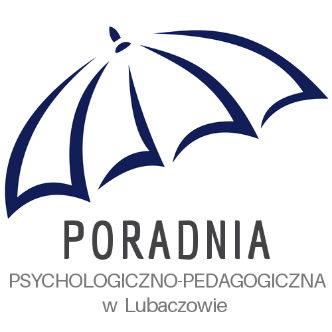 PORADNIA
PSYCHOLOGICZNO-PEDAGOGICZNA
w Lubaczowie